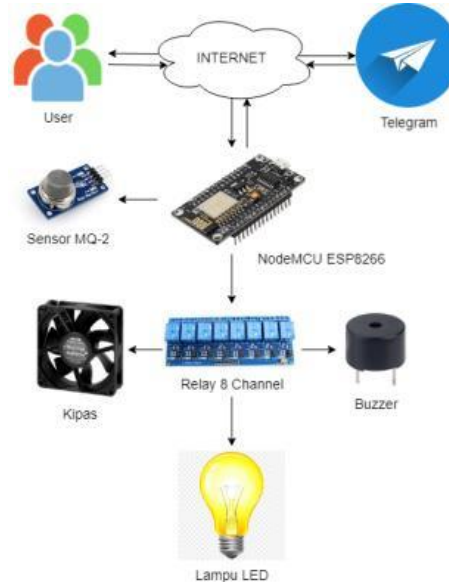 INTERNET
User
Telegram
Sensor MQ-2
NodeMCU ESP8266
Relay 8 Channel
Kipas
Buzzer
Lampu LED